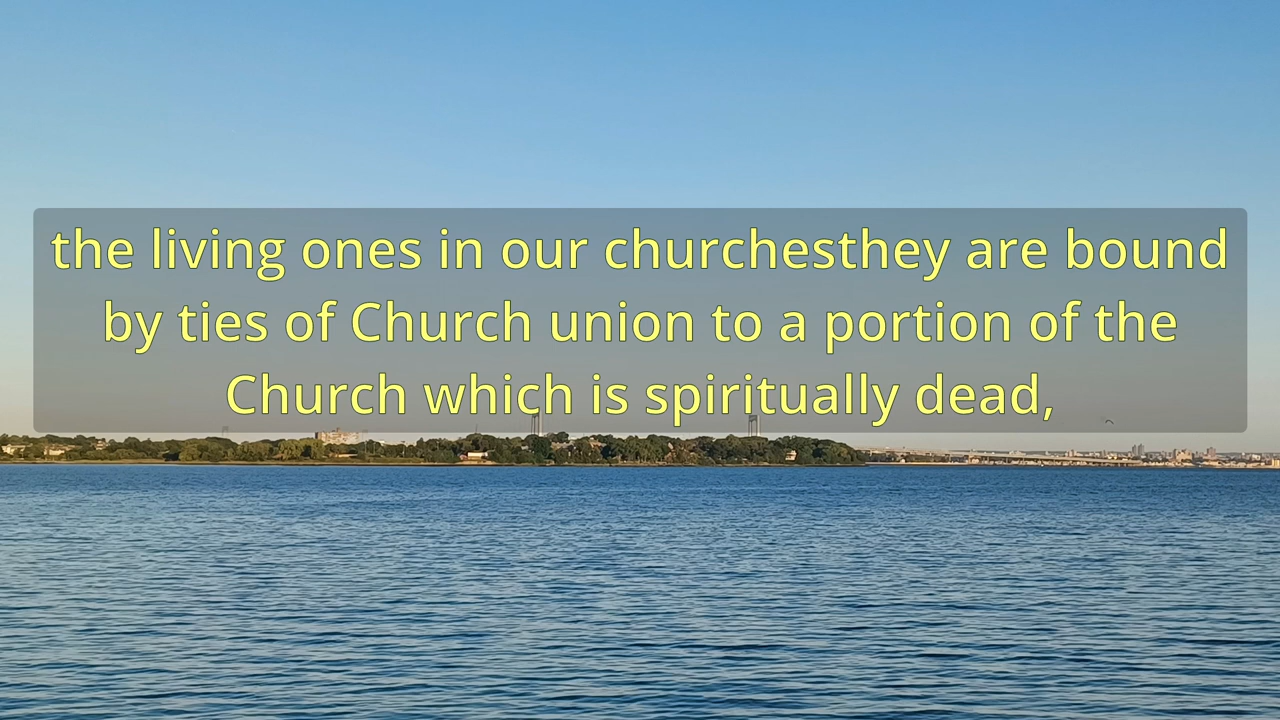 the living ones in our churchesthey are bound
by ties of Church union to a portion of the
Church which is spiritually dead,